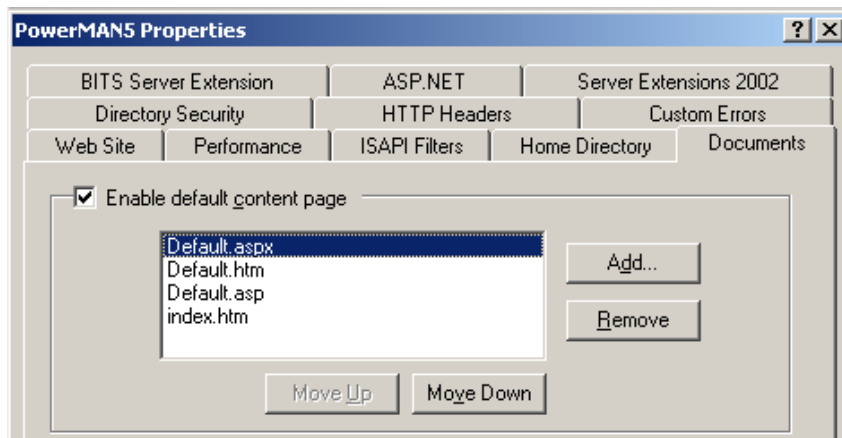 PowerMAN5 Properties
BITS Server Extension ASP.NET Server Extensions 2002
Directory Security HTTP Headers Custom Errors
Web Site Performance ISAPI Filters Home Directory Documents
Enable default content page
Default.aspx
Default.htm
Default.asp
index.htm
Add...
Remove
Move Up Move Down